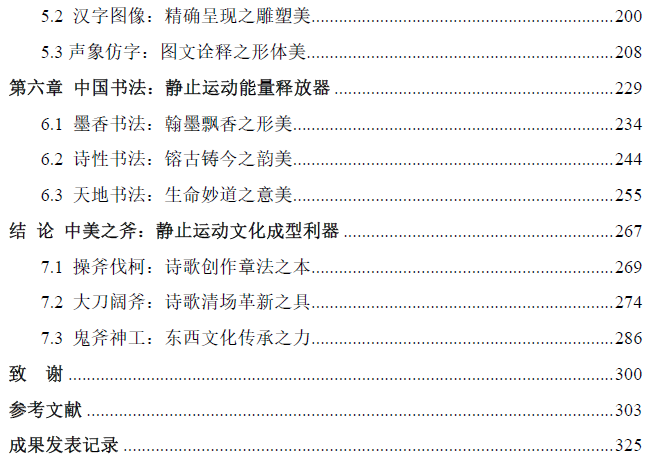 5.2 汉字图像：精确呈现之雕塑美......200
5.3 声象仿字：图文诠释之形体美......208
第六章 中国书法：静止运动能量释放器......229
6.1 墨香书法：翰墨飘香之形美......234
6.2 诗性书法：镕古铸今之韵美......244
6.3 天地书法：生命妙道之意美......255
结 论 中美之斧：静止运动文化成型利器......267
7.1 操斧伐柯：诗歌创作章法之本......269
7.2 大刀阔斧：诗歌清场革新之具......274
7.3 鬼斧神工：东西文化传承之力......286
致 谢......300
参考文献......303
成果发表记录......325